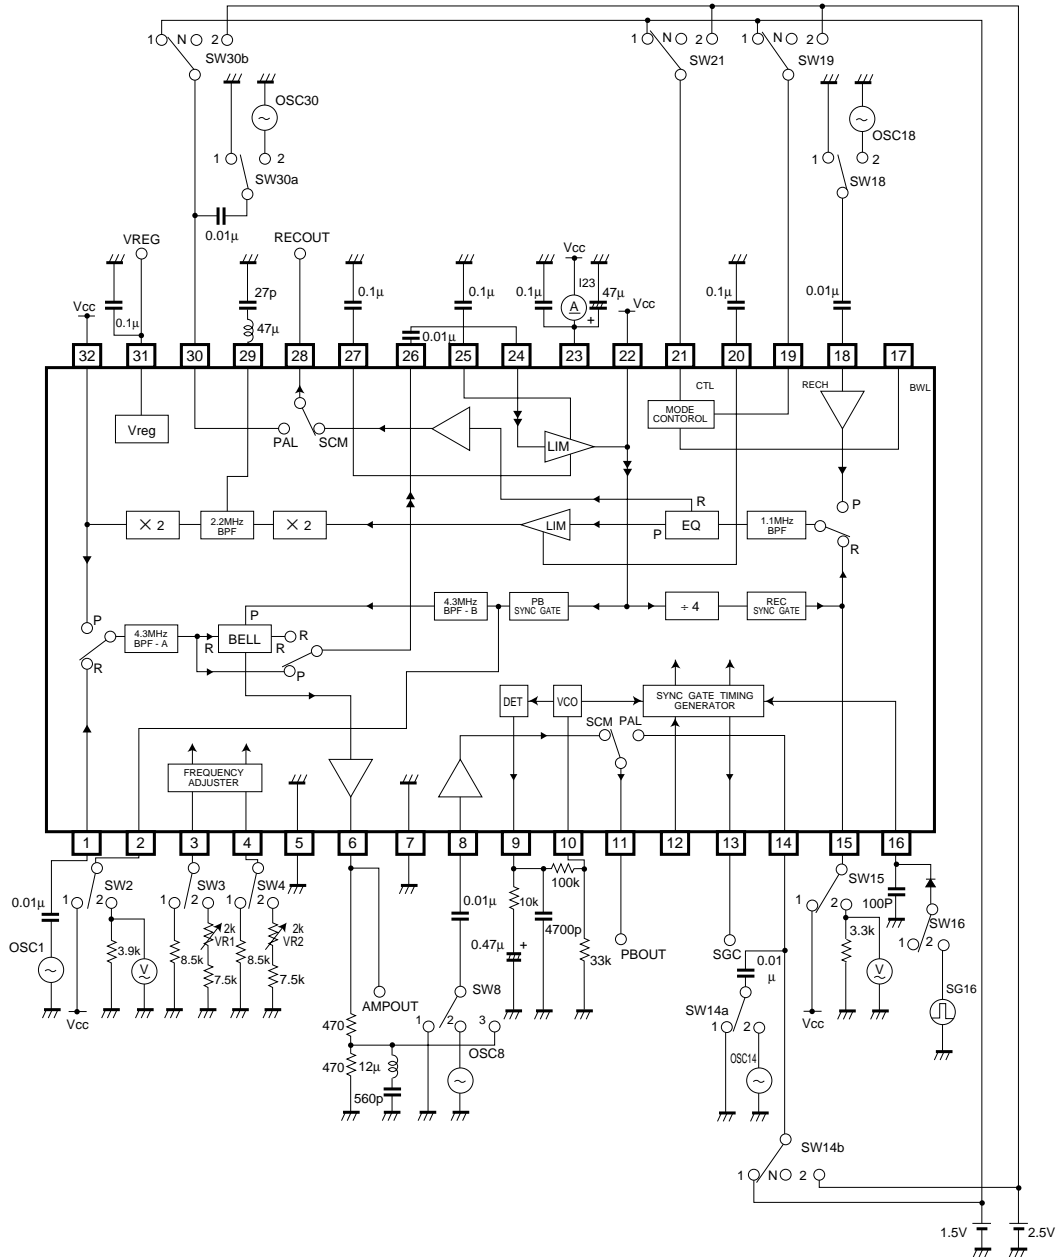 1 N 2
SW30b
1 N 2
SW21
1 N 2
SW19
OSC30
1 2
SW30a
OSC18
1 2
SW18
0.01µ
VREG
RECOUT
Vcc
0.1µ
27p
47µ
0.1µ
0.01µ
0.1µ
0.1µ
Vcc
I23
A
+
47µ
Vcc
0.1µ
0.01µ
32 31 30 29 28 27 26 25 24 23 22 21 20 19 18 17
CTL
RECH
BWL
Vreg
PAL
SCM
LIM
MODE
CONTOROL
R
P
× 2
2.2MHz
BPF
× 2
LIM
P
EQ
1.1MHz
BPF
R
P
4.3MHz
BPF - B
PB
SYNC GATE
÷ 4
REC
SYNC GATE
P
R
4.3MHz
BPF - A
R
BELL
R
R
P
DET
VCO
SYNC GATE TIMING
GENERATOR
SCM PAL
FREQUENCY
ADJUSTER
1 2 3 4 5 6 7 8 9 10 11 12 13 14 15 16
0.01µ
OSC1
SW2
1 2
3.9k
V
Vcc
SW3
1 2
8.5k
2k
VR1
7.5k
SW4
1 2
8.5k
2k
VR2
7.5k
470
470
12µ
560p
AMPOUT
0.01µ
SW8
1 2 3
OSC8
10k
0.47µ
+
4700p
100k
33k
PBOUT
SGC
0.01
µ
SW14a
1 2
OSC14
SW15
1 2
3.3k
V
Vcc
100P
SW16
1 2
SG16
SW14b
1 N 2
1.5V
2.5V